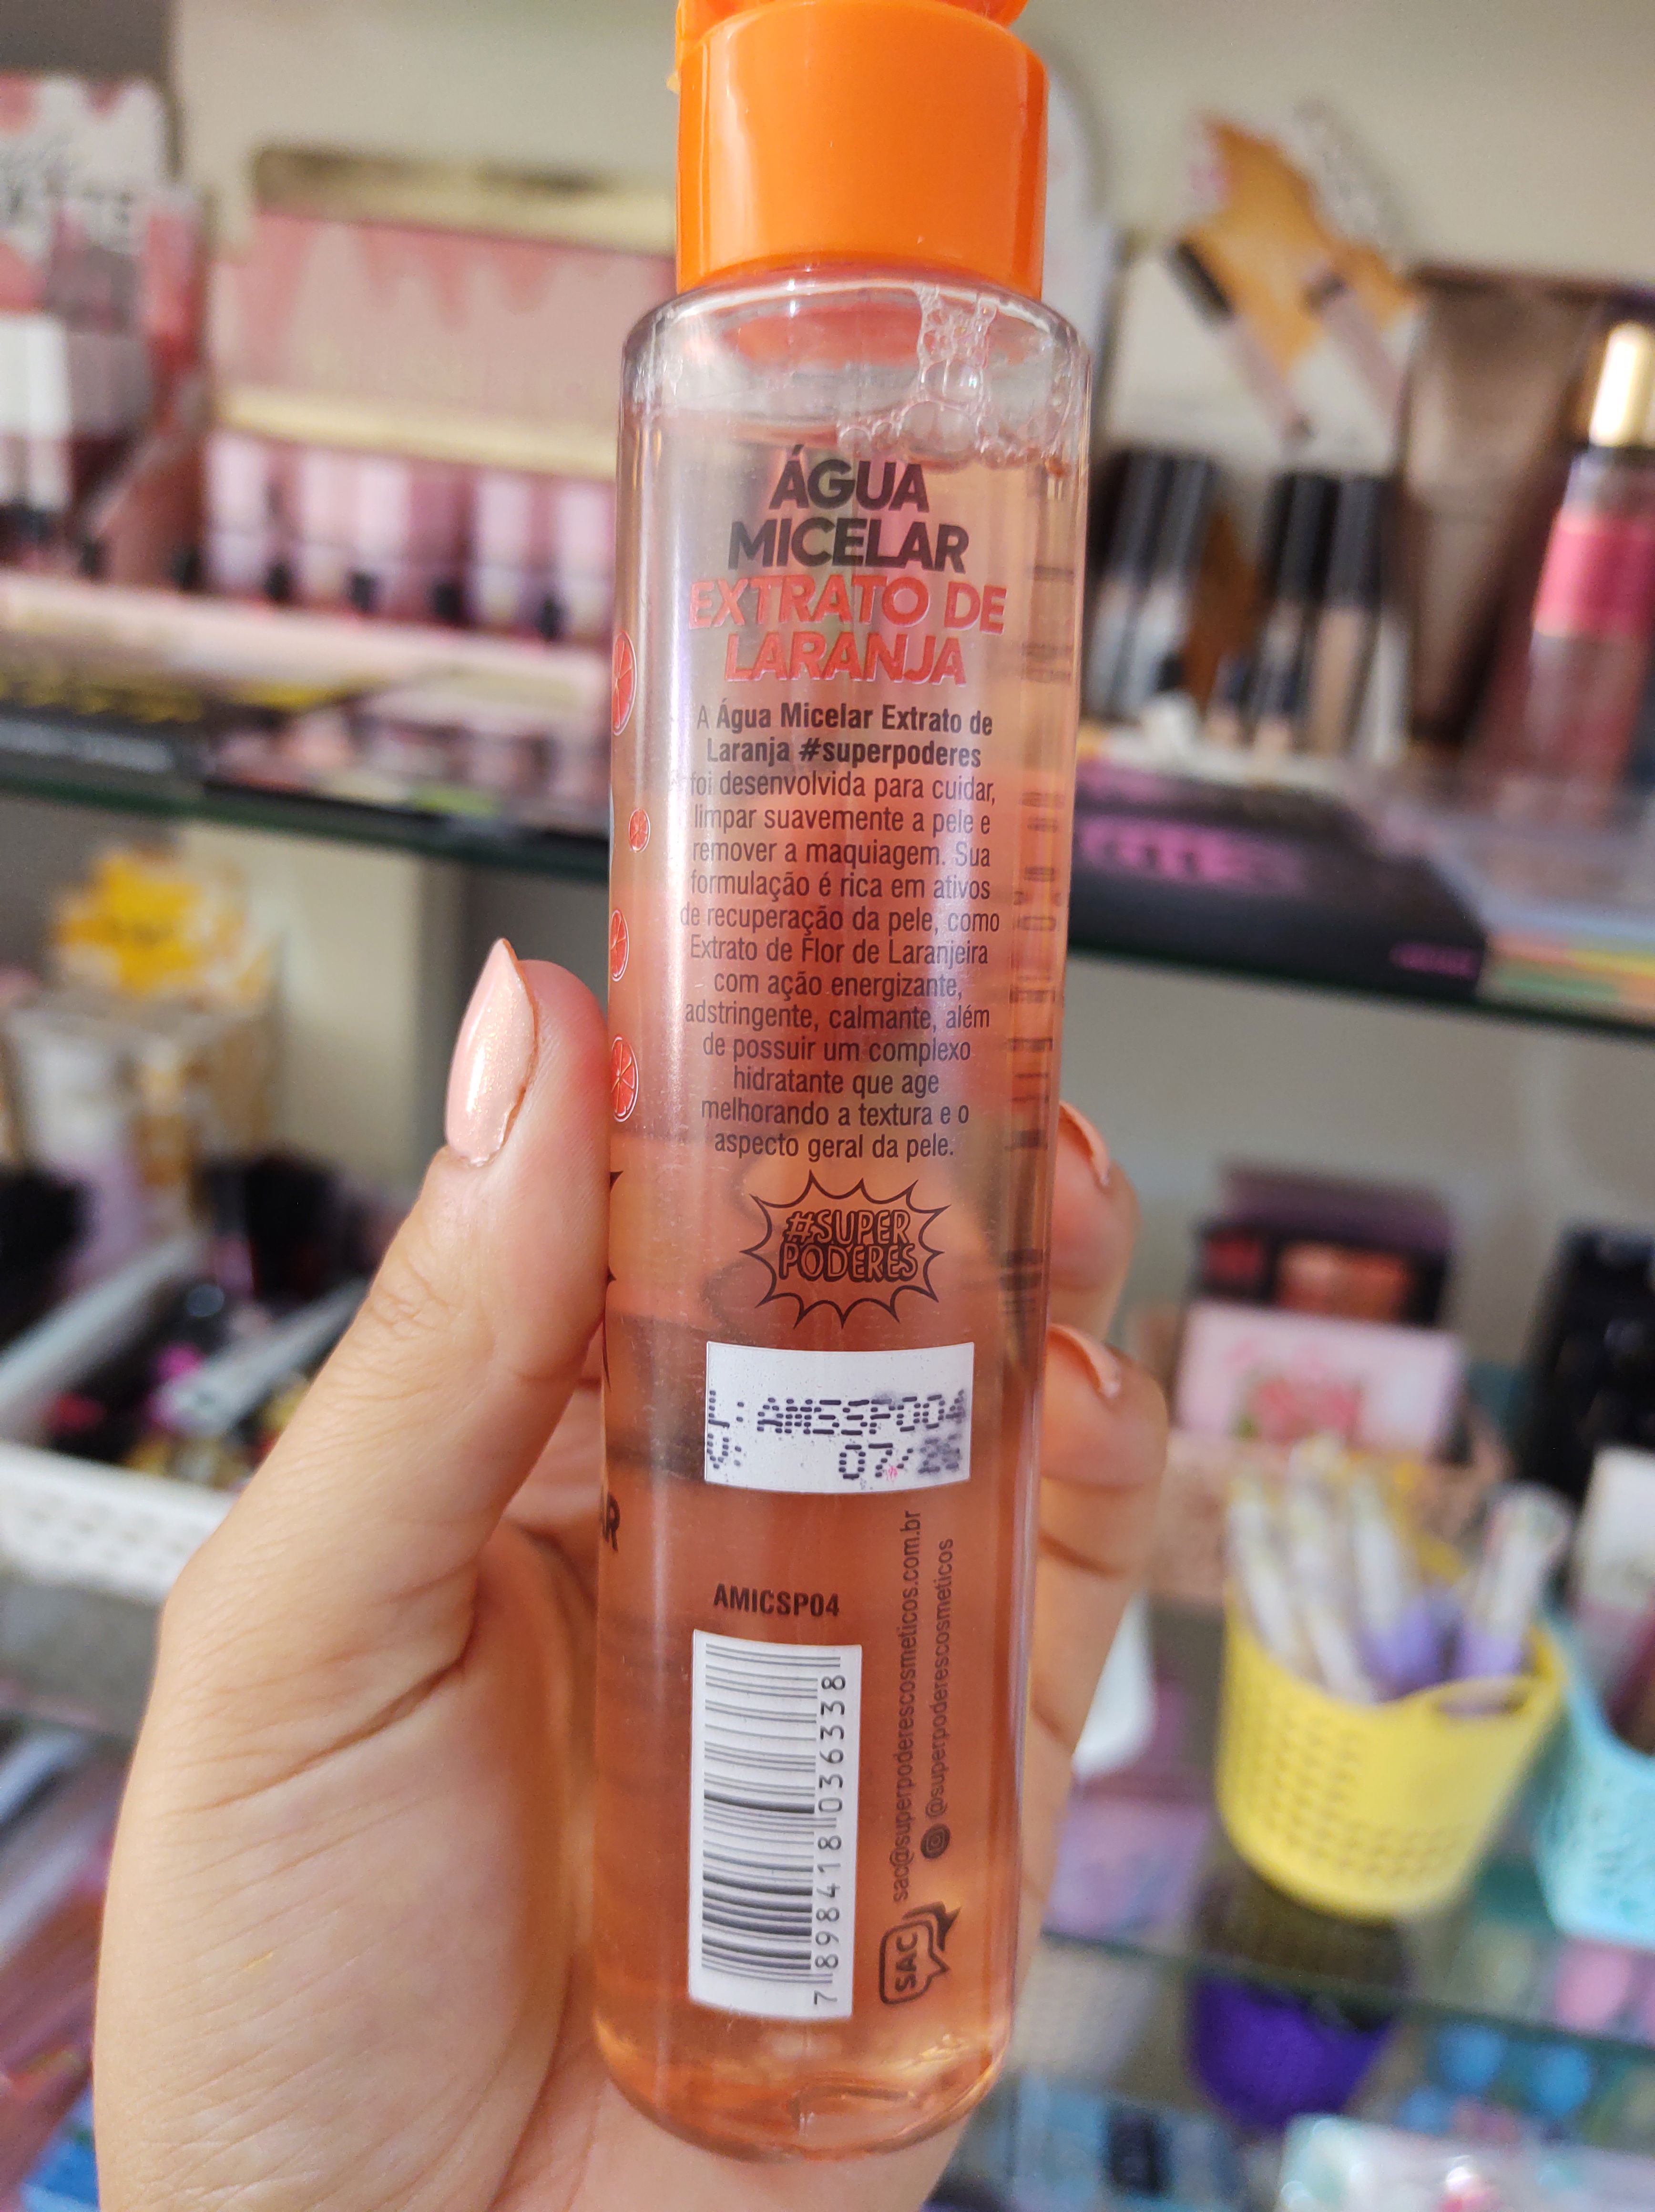 ÁGUA
MICELAR
EXTRATO DE
LARANJA
A Água Micelar Extrato de
Laranja #superpoderes
foi desenvolvida para cuidar,
limpar suavemente a pele e
remover a maquiagem. Sua
formulação é rica em ativos
de recuperação da pele, como
Extrato de Flor de Laranjeira
com ação energizante,
adstringente, calmante, além
de possuir um complexo
hidratante que age
melhorando a textura e o
aspecto geral da pele.
#SUPER
PODERES
L:
V: 07/
AMICSP04
7 898418 036338
SAC sac@superpoderescosmeticos.com.br
@superpoderescosmeticos